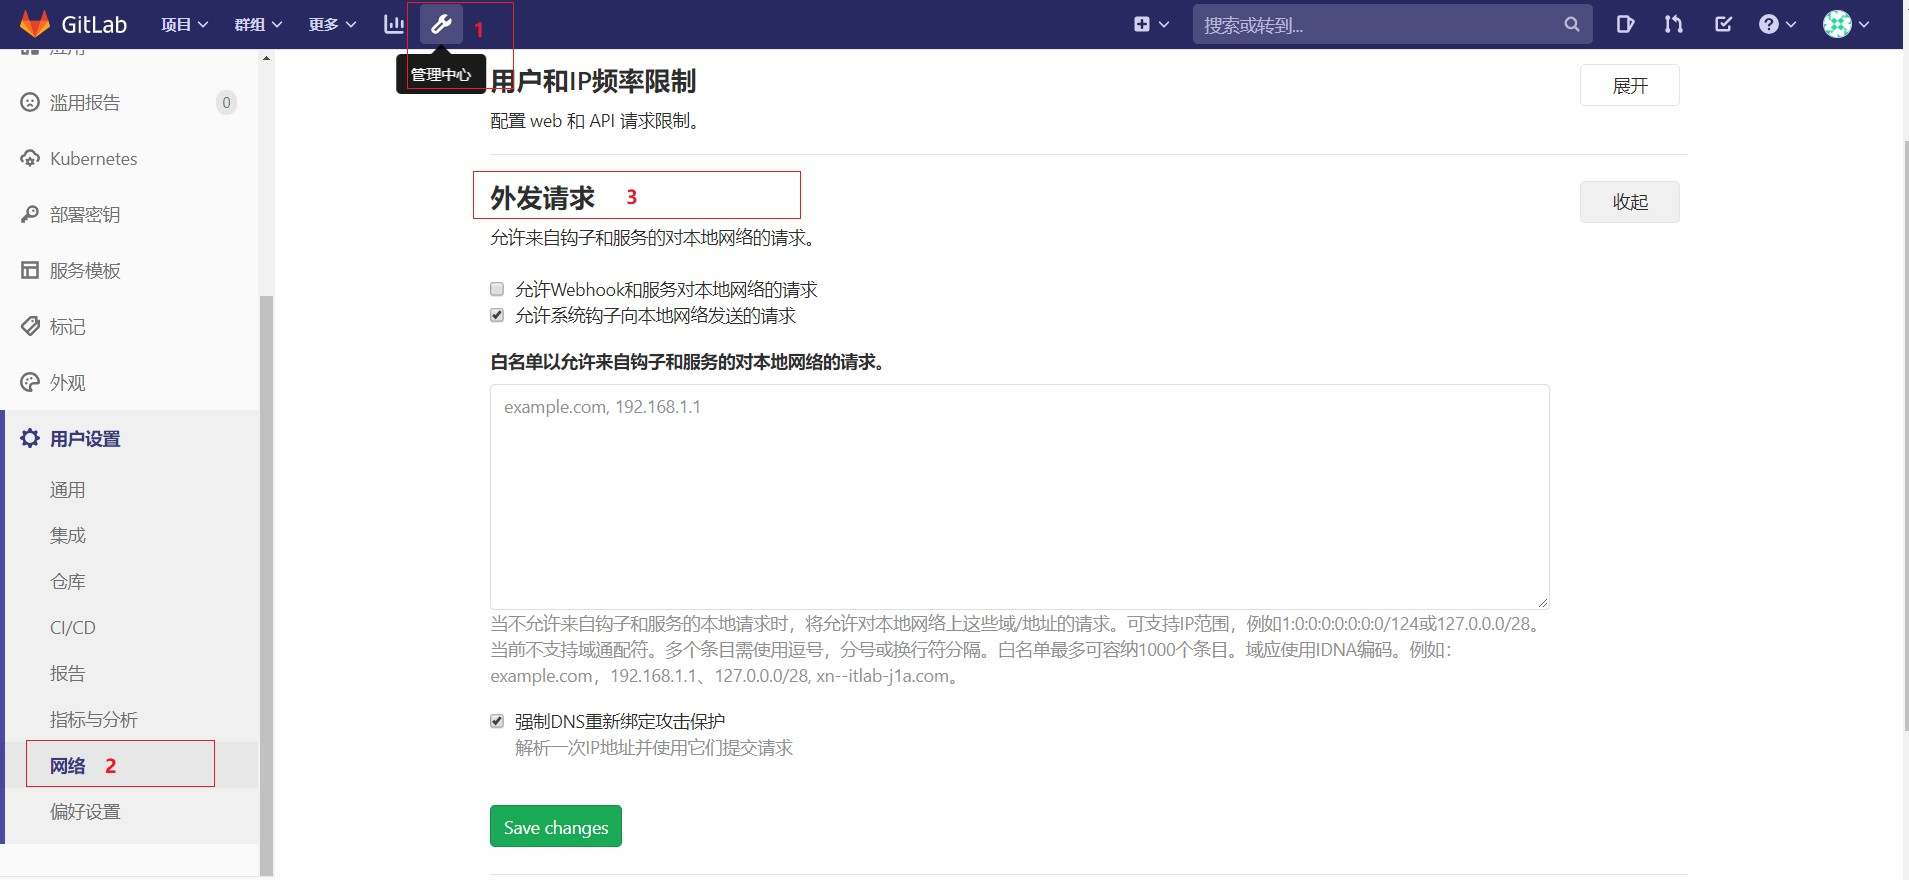 GitLab 项目 群组 更多 1 搜索或转到...
管理中心
应用
滥用报告 0
Kubernetes
部署密钥
服务模板
标记
外观
用户设置
通用
集成
仓库
CI/CD
报告
指标与分析
网络 2
偏好设置
用户和IP频率限制
展开
配置 web 和 API 请求限制。
外发请求 3
收起
允许来自钩子和服务的对本地网络的请求。
允许Webhook和服务对本地网络的请求
允许系统钩子向本地网络发送的请求
白名单以允许来自钩子和服务的对本地网络的请求。
example.com, 192.168.1.1
当不允许来自钩子和服务的本地请求时，将允许对本地网络上这些域/地址的请求。可支持IP范围，例如1:0:0:0:0:0:0:0/124或127.0.0.0/28。
当前不支持域通配符。多个条目需使用逗号，分号或换行符分隔。白名单最多可容纳1000个条目。域应使用IDNA编码。例如：
example.com，192.168.1.1、127.0.0.0/28, xn--itlab-j1a.com。
强制DNS重新绑定攻击保护
解析一次IP地址并使用它们提交请求
Save changes